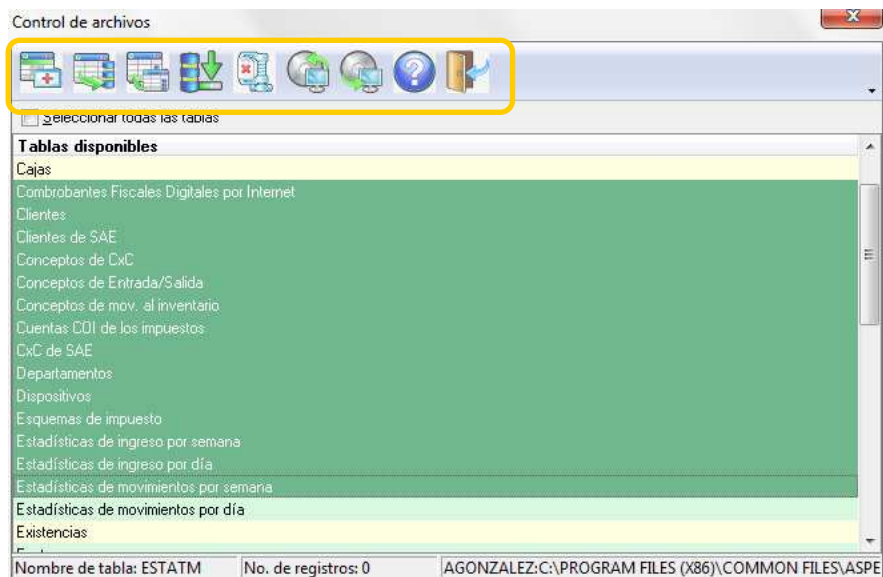 Control de archivos
Seleccionar todas las tablas
Tablas disponibles
Cajas
Combrobantes Fiscales Digitales por Internet
Clientes
Clientes de SAE
Conceptos de CxC
Conceptos de Entrada/Salida
Conceptos de mov. al inventario
Cuentas COI de los impuestos
CxC de SAE
Departamentos
Dispositivos
Esquemas de impuesto
Estadísticas de ingreso por semana
Estadísticas de ingreso por día
Estadísticas de movimientos por semana
Estadísticas de movimientos por día
Existencias
Nombre de tabla: ESTATM No. de registros: 0 AGONZALEZ:C:\PROGRAM FILES (X86)\COMMON FILES\ASPE